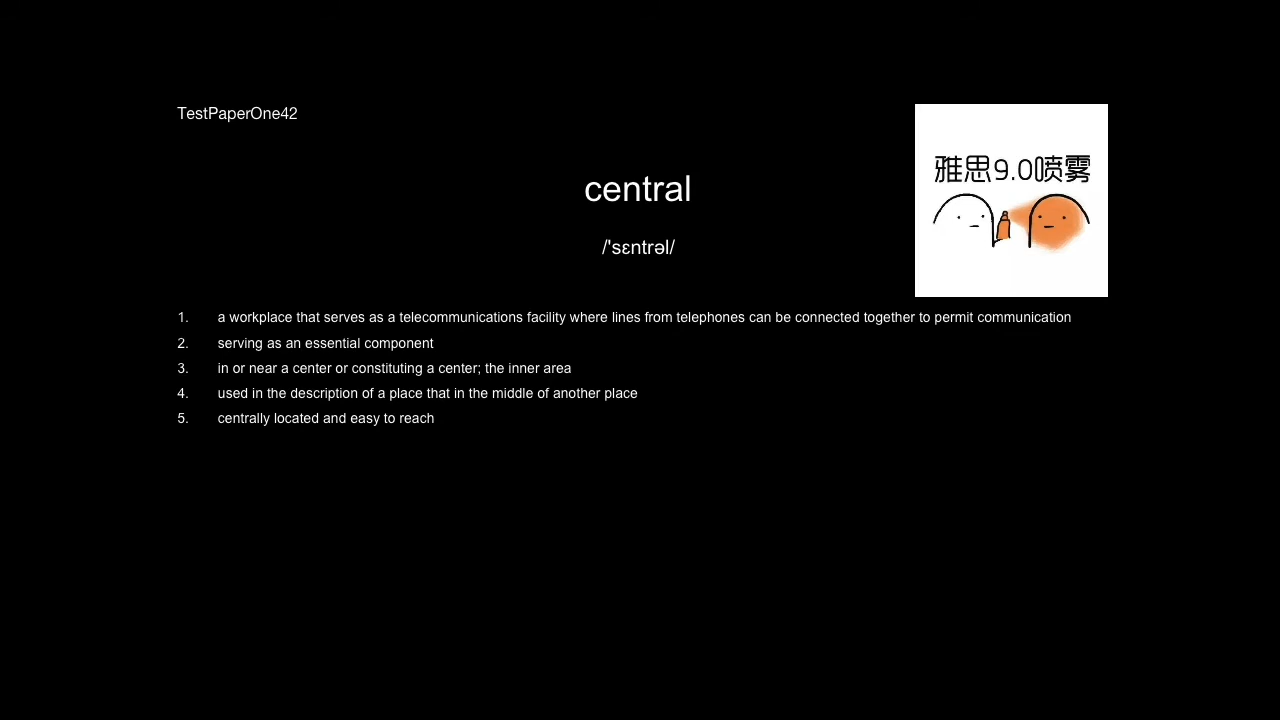 TestPaperOne42
雅思9.0喷雾
central
/'sɛntrəl/
1. a workplace that serves as a telecommunications facility where lines from telephones can be connected together to permit communication
2. serving as an essential component
3. in or near a center or constituting a center; the inner area
4. used in the description of a place that in the middle of another place
5. centrally located and easy to reach